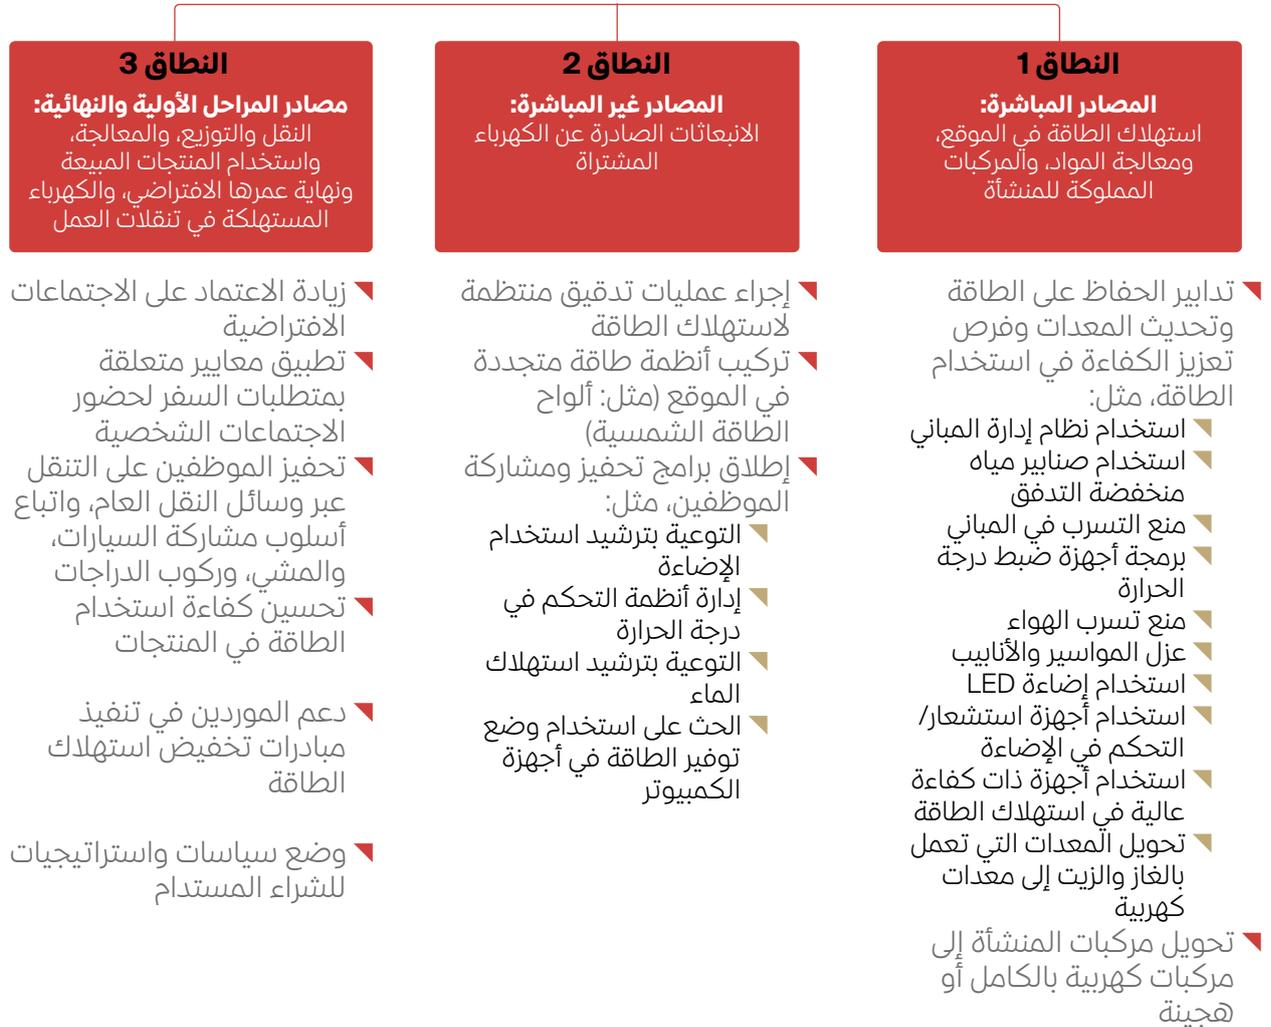 النطاق 1
المصادر المباشرة:
استهلاك الطاقة في الموقع،
ومعالجة المواد، والمركبات
المملوكة للمنشأة
تدابير الحفاظ على الطاقة
وتحديث المعدات وفرص
تعزيز الكفاءة في استخدام
الطاقة، مثل:
استخدام نظام إدارة المباني
استخدام صنابير مياه
منخفضة التدفق
منع التسرب في المباني
برمجة أجهزة ضبط درجة
الحرارة
منع تسرب الهواء
عزل المواسير والأنابيب
استخدام إضاءة LED
استخدام أجهزة استشعار/
التحكم في الإضاءة
استخدام أجهزة ذات كفاءة
عالية في استهلاك الطاقة
تحويل المعدات التي تعمل
بالغاز والزيت إلى معدات
كهربية
تحويل مركبات المنشأة إلى
مركبات كهربية بالكامل أو
هجينة
النطاق 2
المصادر غير المباشرة:
الانبعاثات الصادرة عن الكهرباء
المشتراة
إجراء عمليات تدقيق منتظمة
لاستهلاك الطاقة
تركيب أنظمة طاقة متجددة
في الموقع (مثل: ألواح
الطاقة الشمسية)
إطلاق برامج تحفيز ومشاركة
الموظفين، مثل:
التوعية بترشيد استخدام
الإضاءة
إدارة أنظمة التحكم في
درجة الحرارة
التوعية بترشيد استهلاك
الماء
الحث على استخدام وضع
توفير الطاقة في أجهزة
الكمبيوتر
النطاق 3
مصادر المراحل الأولية والنهائية:
النقل والتوزيع، والمعالجة،
واستخدام المنتجات المبيعة
ونهاية عمرها الافتراضي، والكهرباء
المستهلكة في تنقلات العمل
زيادة الاعتماد على الاجتماعات
الافتراضية
تطبيق معايير متعلقة
بمتطلبات السفر لحضور
الاجتماعات الشخصية
تحفيز الموظفين على التنقل
عبر وسائل النقل العام، واتباع
أسلوب مشاركة السيارات،
والمشي، وركوب الدراجات
تحسين كفاءة استخدام
الطاقة في المنتجات
دعم الموردين في تنفيذ
مبادرات تخفيض استهلاك
الطاقة
وضع سياسات واستراتيجيات
للشراء المستدام